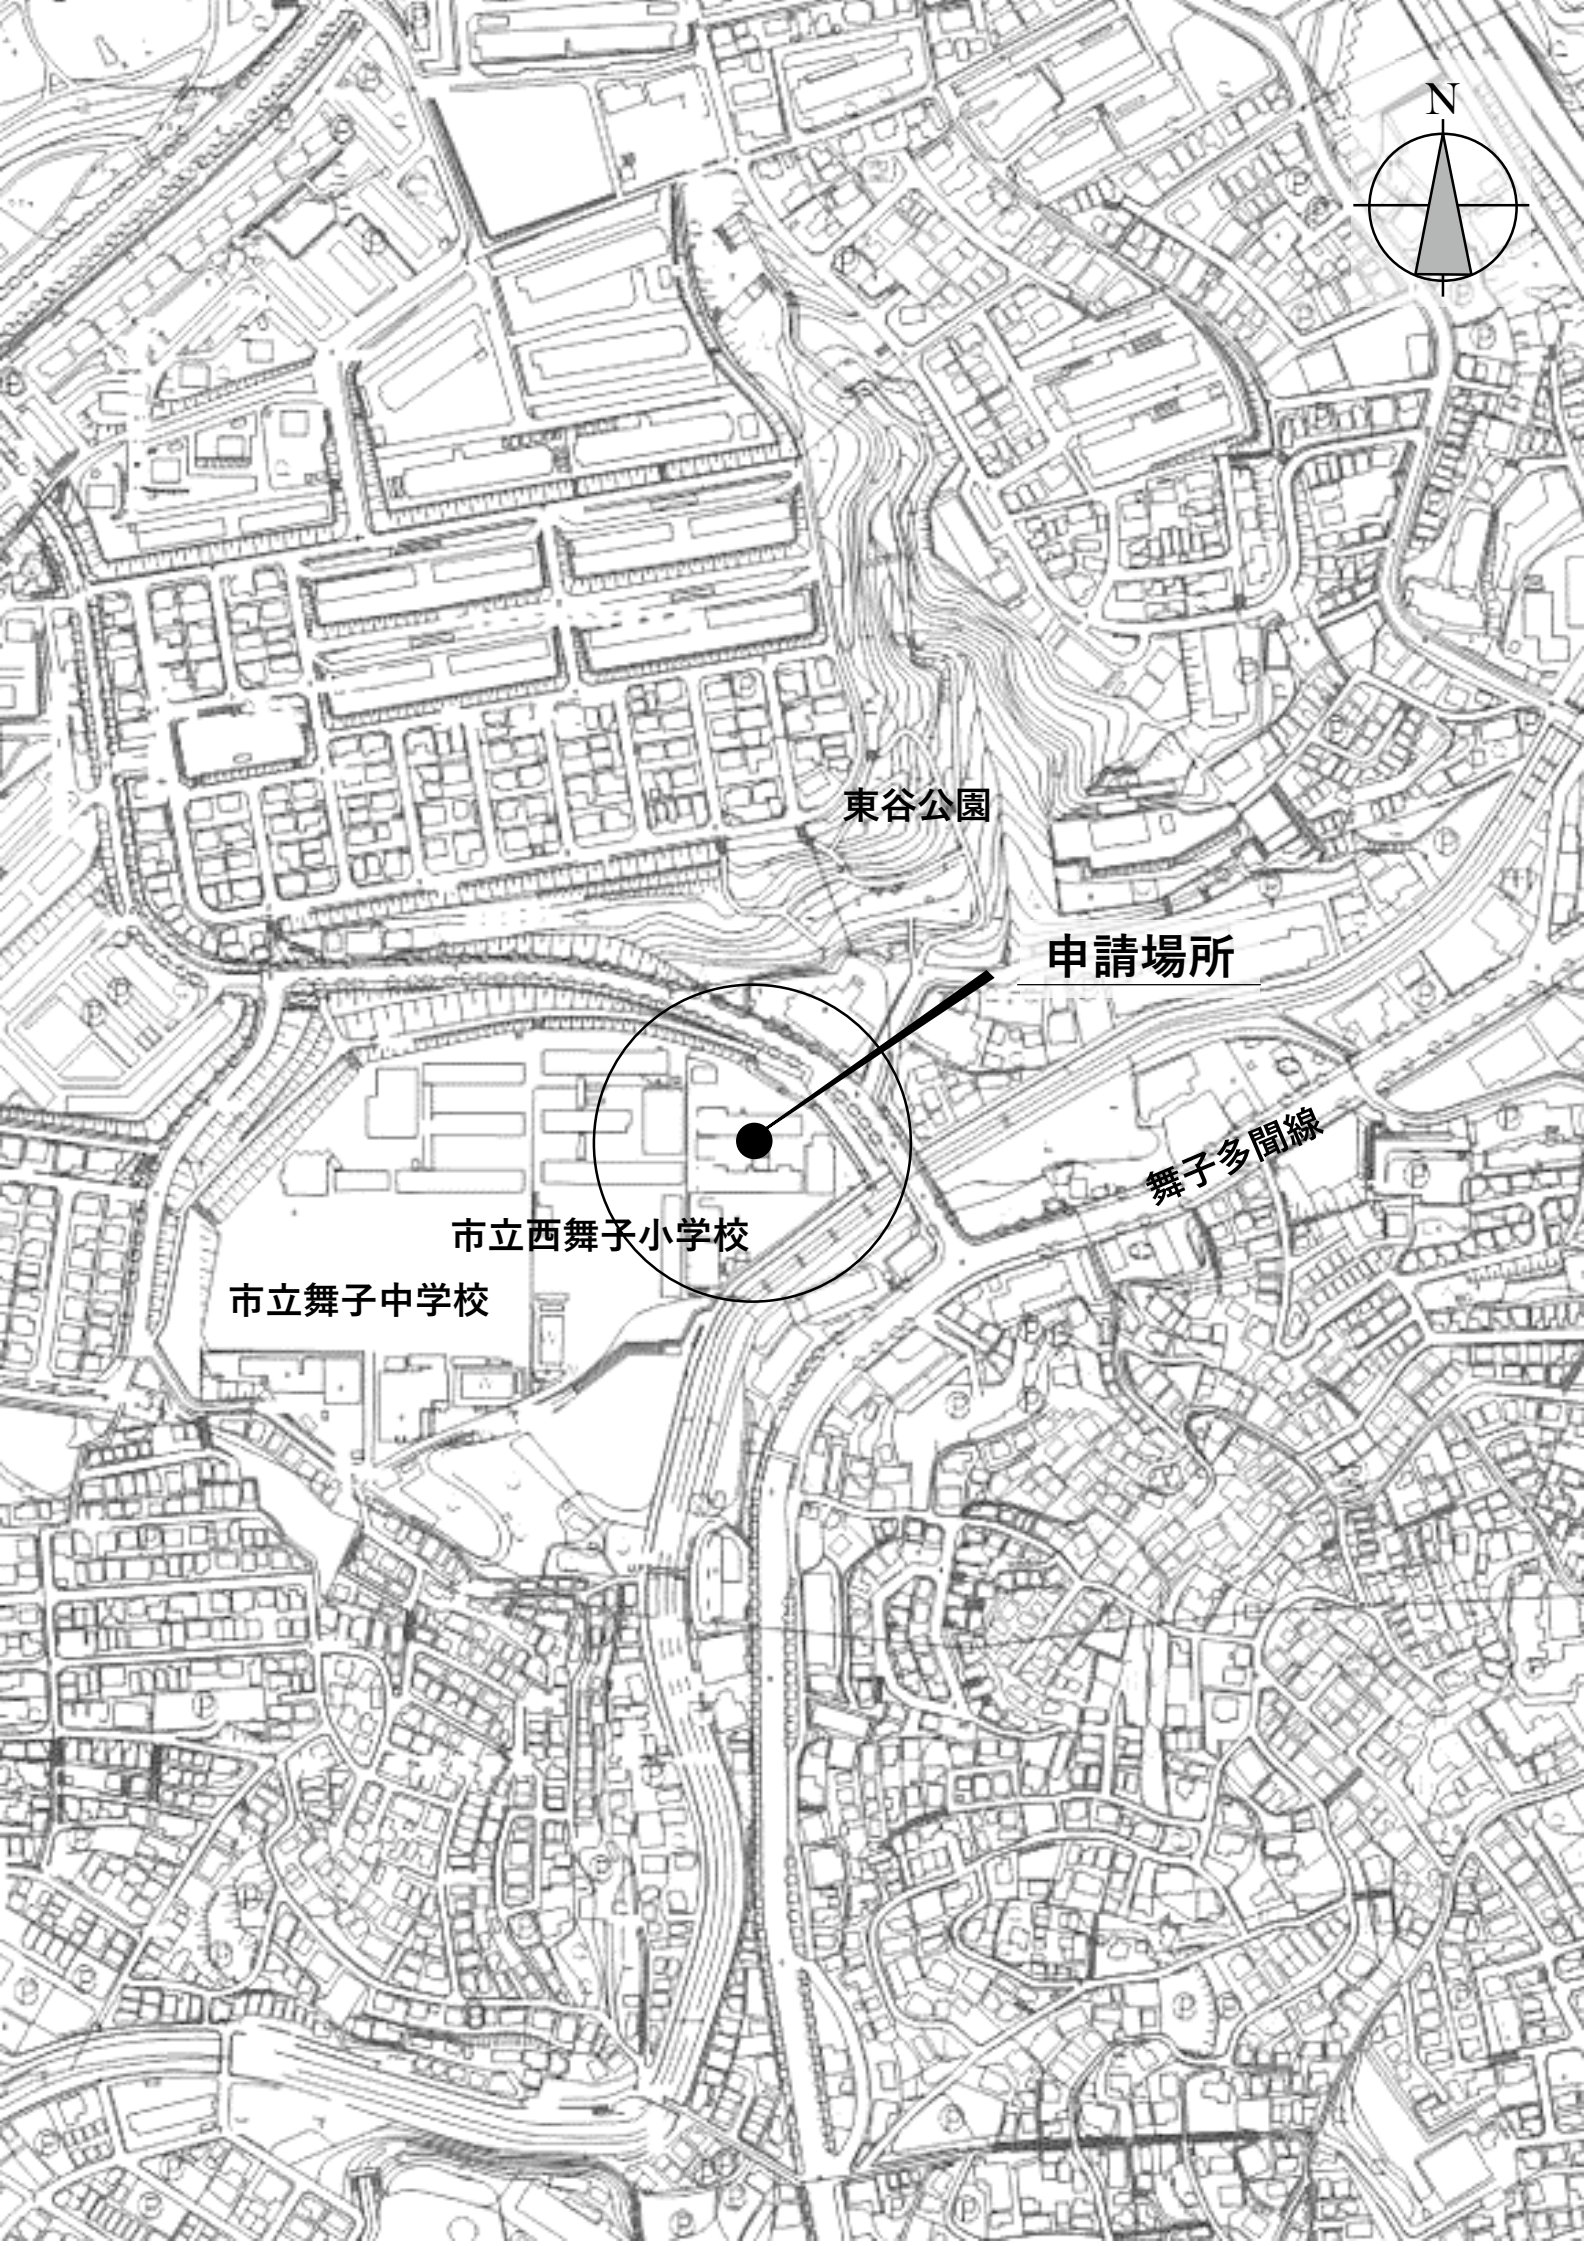 N
東谷公園
申請場所
舞子多聞線
市立西舞子小学校
市立舞子中学校